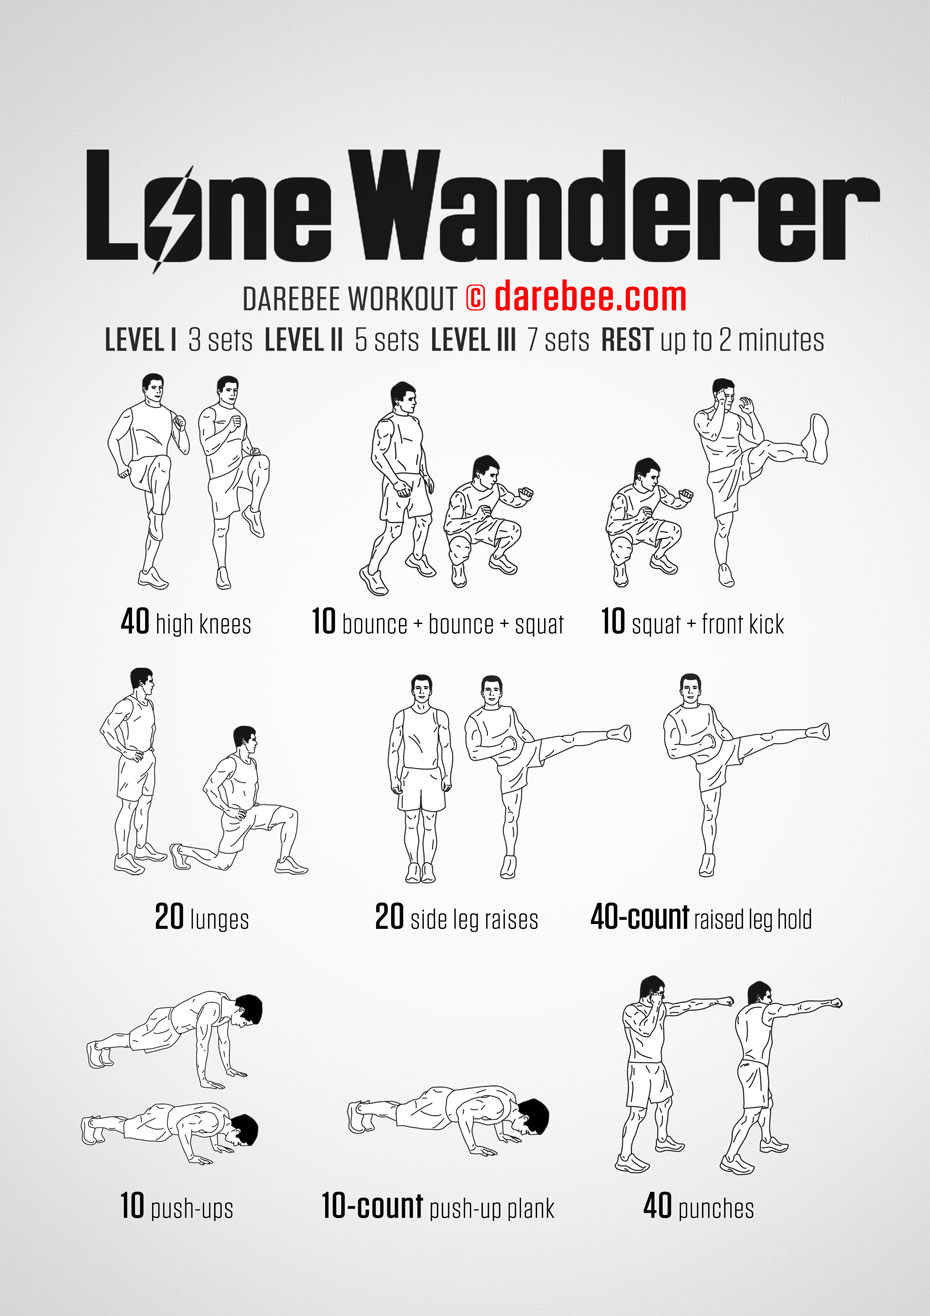 Lone Wanderer
DAREBEE WORKOUT © darebee.com
LEVEL I 3 sets LEVEL II 5 sets LEVEL III 7 sets REST up to 2 minutes
40 high knees
10 bounce + bounce + squat
10 squat + front kick
20 lunges
20 side leg raises
40-count raised leg hold
10 push-ups
10-count push-up plank
40 punches